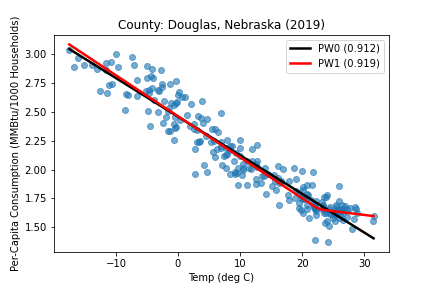 County: Douglas, Nebraska (2019)
PW0 (0.912)
PW1 (0.919)
Per-Capita Consumption (MMBtu/1000 Households)
3.00
2.75
2.50
2.25
2.00
1.75
1.50
−10
0
10
20
30
Temp (deg C)